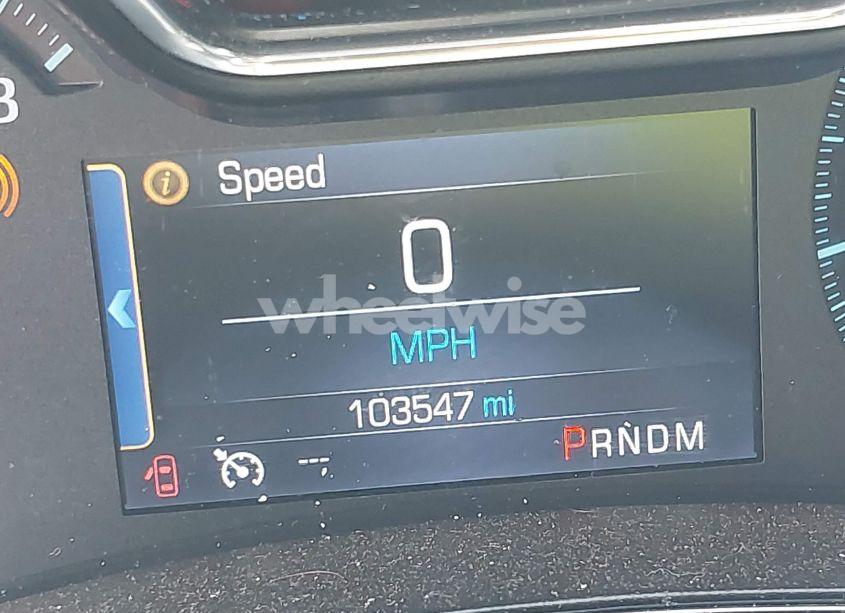 B
i Speed
0
wheelwise
MPH
103547 mi
--- PRNDM